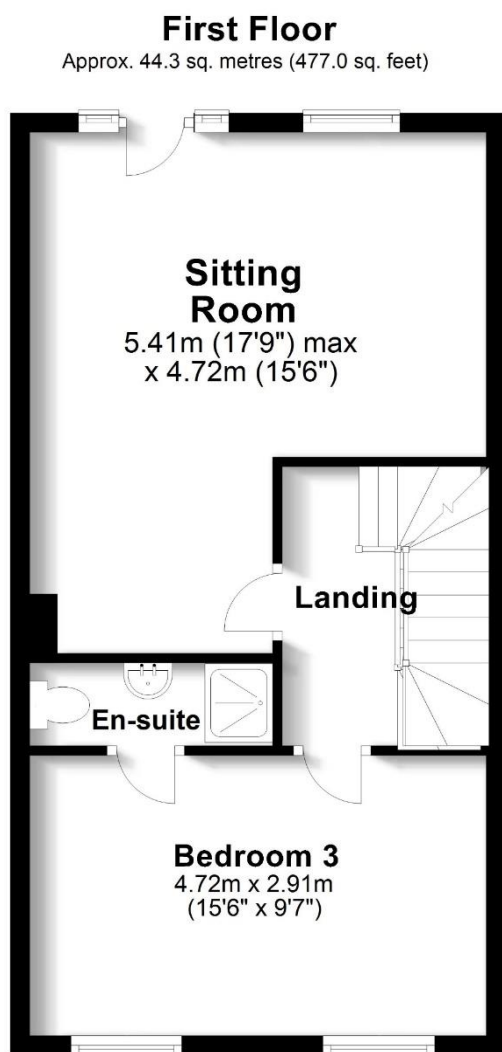 First Floor
Approx. 44.3 sq. metres (477.0 sq. feet)
Sitting
Room
5.41m (17'9") max
x 4.72m (15'6")
Landing
En-suite
Bedroom 3
4.72m x 2.91m
(15'6" x 9'7")